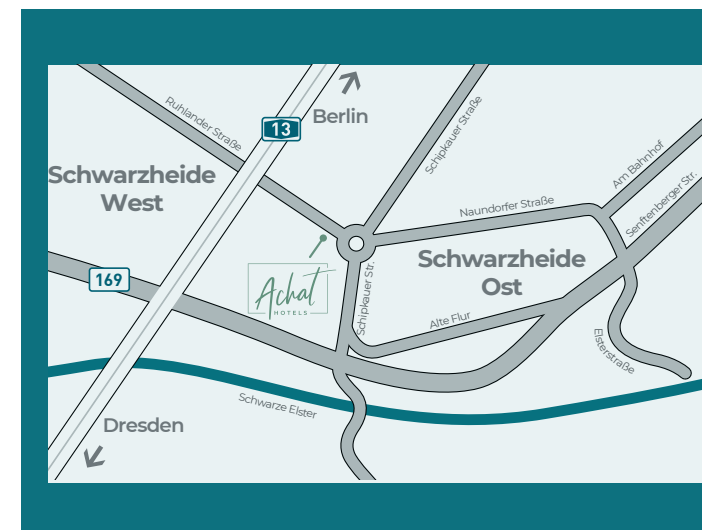 Berlin
13
Ruhlander Straße
Schipkauer Straße
Am Bahnhof
Schwarzheide
West
Naundorfer Straße
Senftenberger Str.
Schwarzheide
Ost
169
Achat
HOTELS
Schipkauer Str.
Alte Flur
Elsterstraße
Schwarze Elster
Dresden